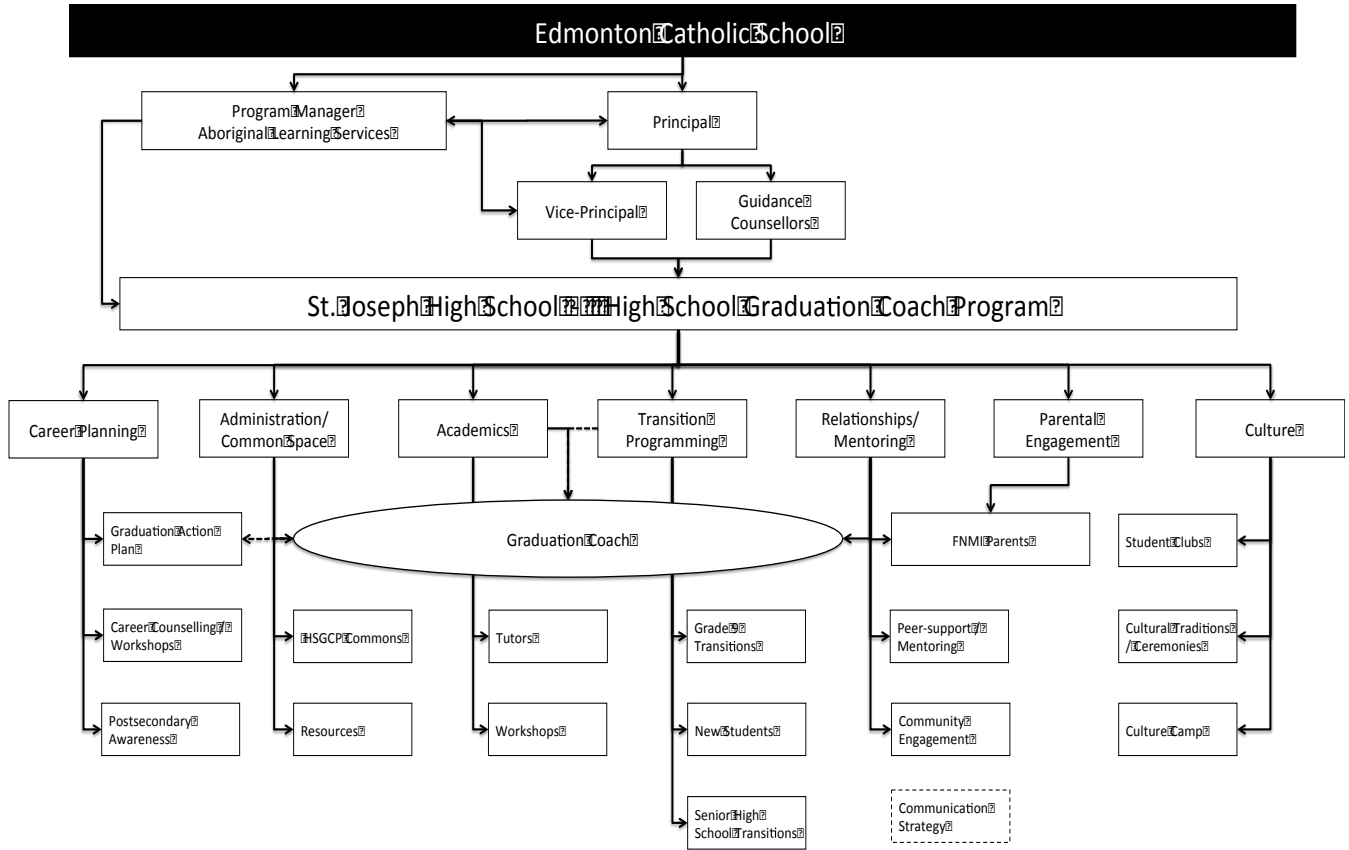 Edmonton Catholic School
Program Manager
Aboriginal Learning Services
Principal
Vice-Principal
Guidance
Counsellors
St. Joseph High School - High School Graduation Coach Program
Career Planning
Administration/
Common Space
Academics
Transition
Programming
Relationships/
Mentoring
Parental
Engagement
Culture
Graduation Action
Plan
Graduation Coach
FNMI Parents
Student Clubs
Career Counselling /
Workshops
HSGCP Commons
Tutors
Grade 9
Transitions
Peer-support /
Mentoring
Cultural Traditions
/ Ceremonies
Postsecondary
Awareness
Resources
Workshops
New Students
Community
Engagement
Culture Camp
Senior High
School Transitions
Communication
Strategy